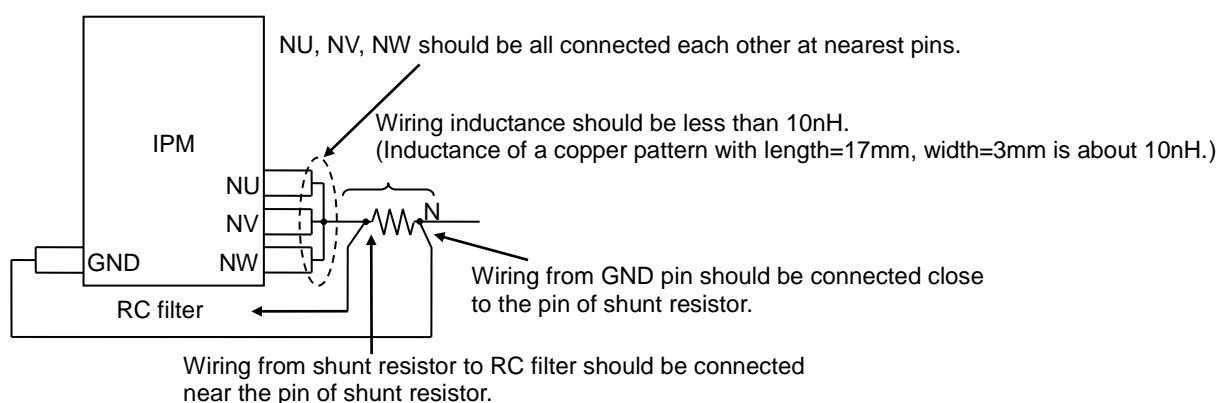 NU, NV, NW should be all connected each other at nearest pins.
Wiring inductance should be less than 10nH.
(Inductance of a copper pattern with length=17mm, width=3mm is about 10nH.)
IPM
NU
NV
N
GND
NW
Wiring from GND pin should be connected close
to the pin of shunt resistor.
RC filter
Wiring from shunt resistor to RC filter should be connected
near the pin of shunt resistor.